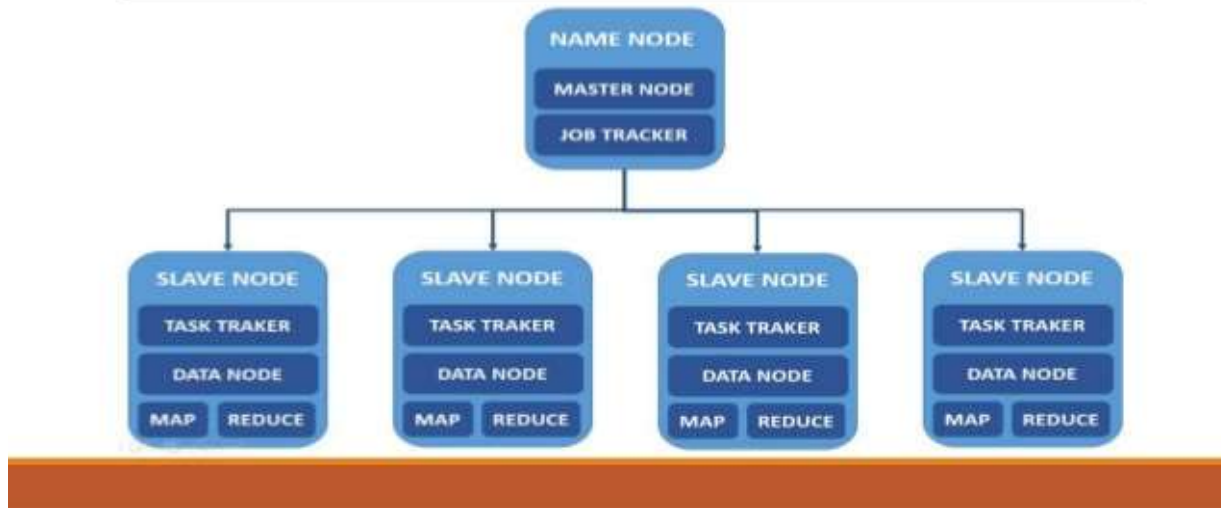 NAME NODE
MASTER NODE
JOB TRACKER
SLAVE NODE
TASK TRAKER
DATA NODE
MAP REDUCE
SLAVE NODE
TASK TRAKER
DATA NODE
MAP REDUCE
SLAVE NODE
TASK TRAKER
DATA NODE
MAP REDUCE
SLAVE NODE
TASK TRAKER
DATA NODE
MAP REDUCE